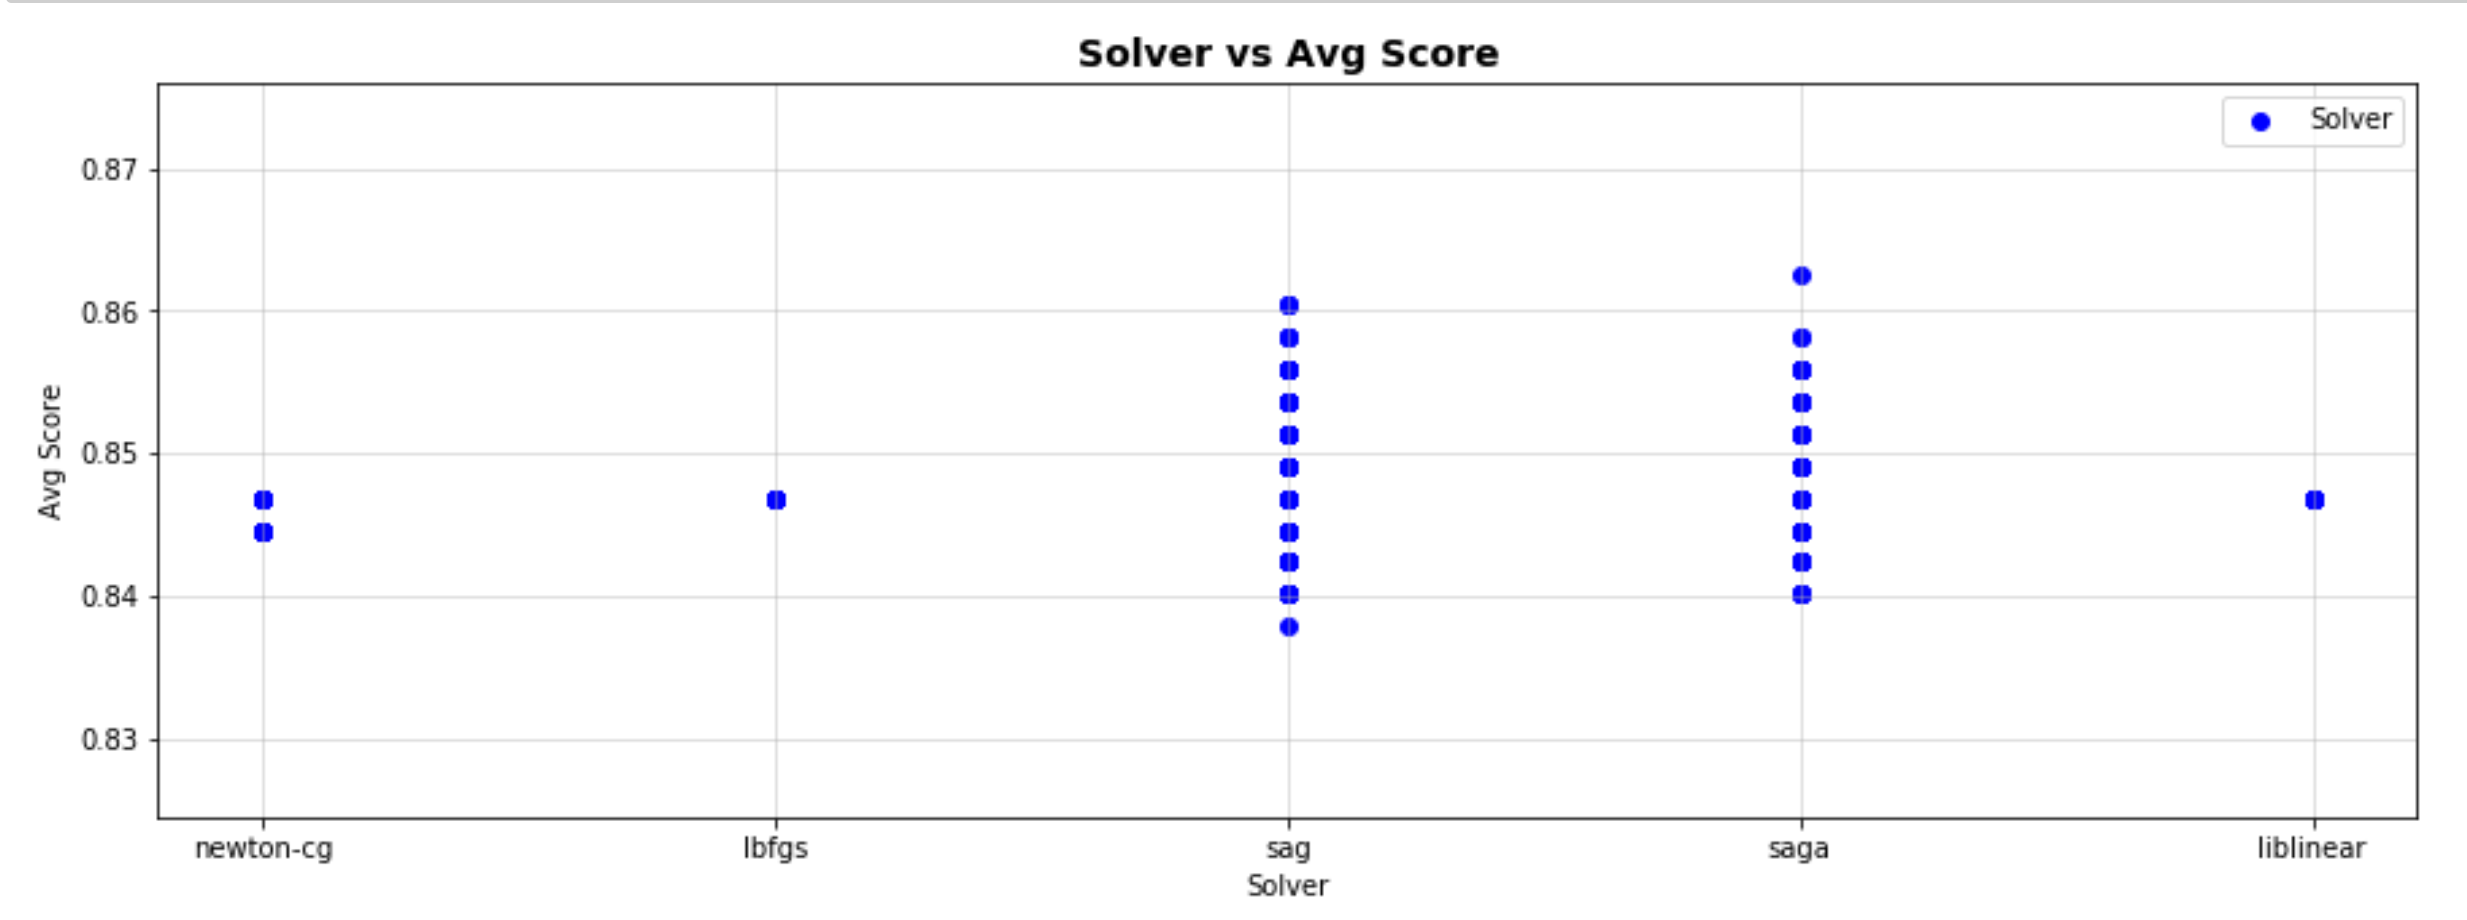 Solver vs Avg Score
Solver
0.87
0.86
0.85
0.84
0.83
Avg Score
newton-cg
lbfgs
sag
saga
liblinear
Solver